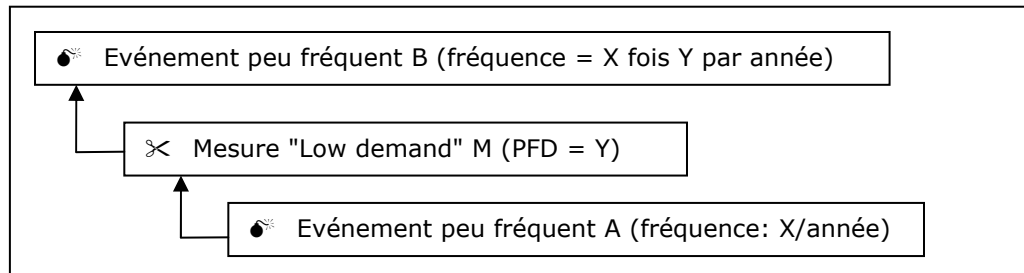 💣 Evénement peu fréquent B (fréquence = X fois Y par année)
✂ Mesure "Low demand" M (PFD = Y)
💣 Evénement peu fréquent A (fréquence: X/année)